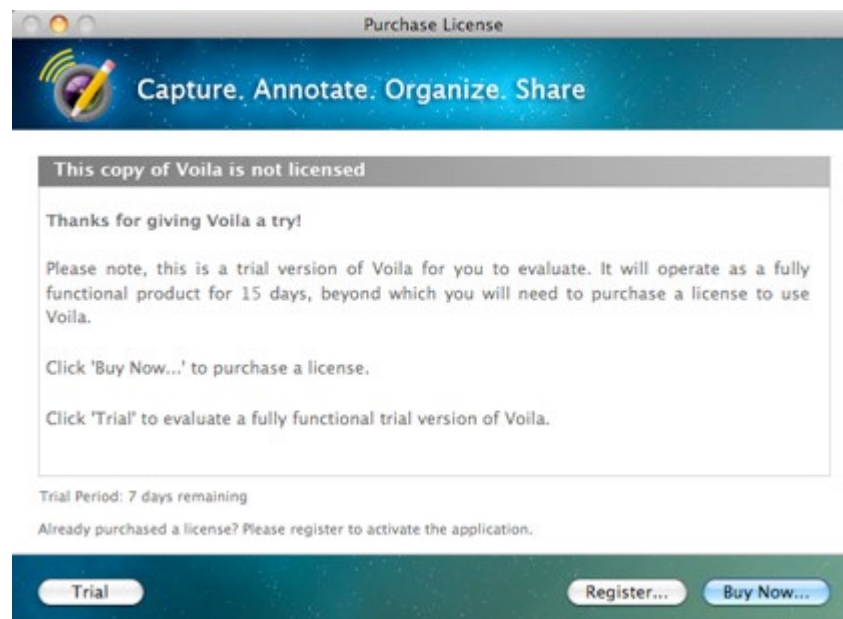 Purchase License
Capture. Annotate. Organize. Share
This copy of Voila is not licensed
Thanks for giving Voila a try!
Please note, this is a trial version of Voila for you to evaluate. It will operate as a fully
functional product for 15 days, beyond which you will need to purchase a license to use
Voila.
Click 'Buy Now...' to purchase a license.
Click 'Trial' to evaluate a fully functional trial version of Voila.
Trial Period: 7 days remaining
Already purchased a license? Please register to activate the application.
Trial
Register...
Buy Now...